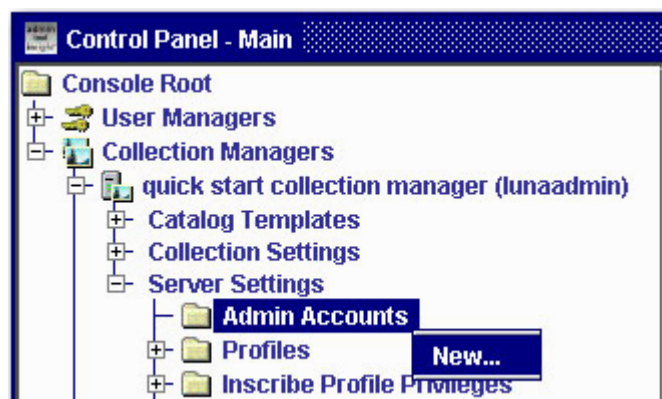 Control Panel - Main
Console Root
User Managers
Collection Managers
quick start collection manager (lunaadmin)
Catalog Templates
Collection Settings
Server Settings
Admin Accounts
Profiles
New...
Inscribe Profile Privileges